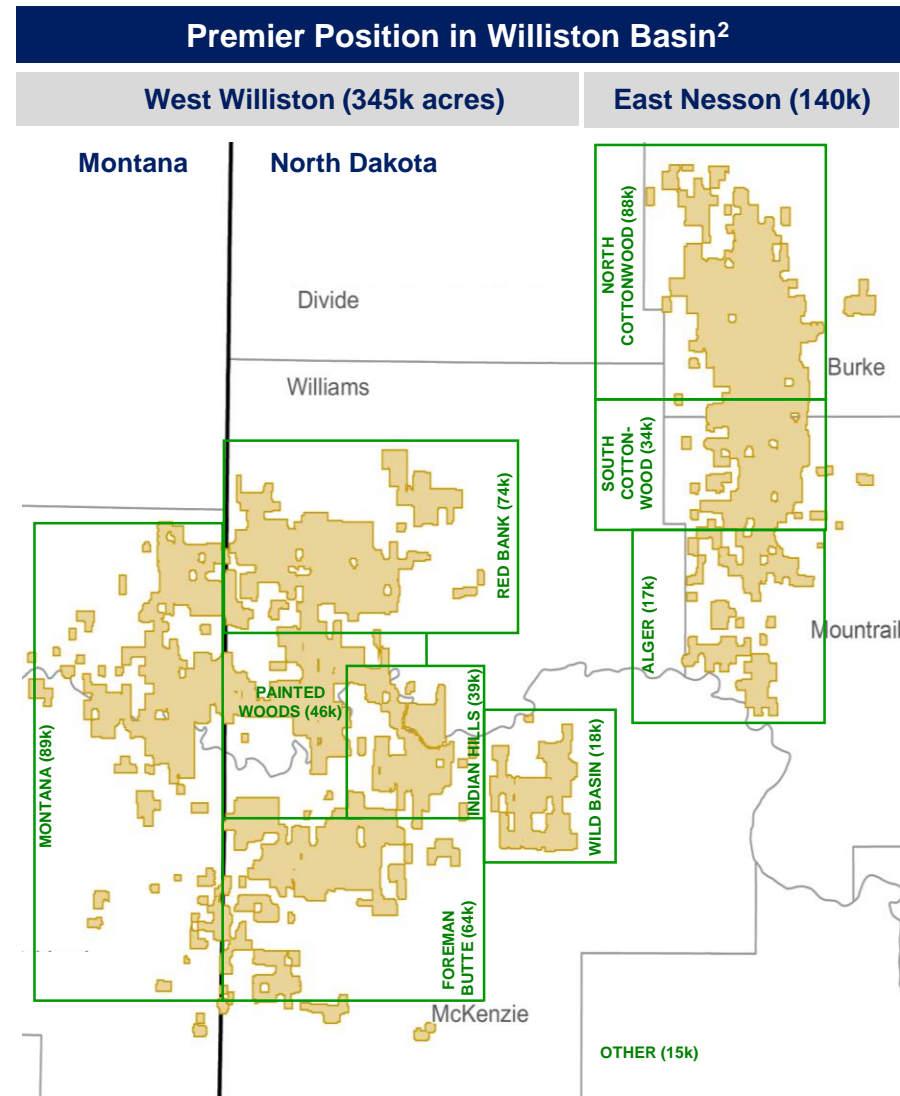 Premier Position in Williston Basin²
West Williston (345k acres)
East Nesson (140k)
Montana
North Dakota
NORTH
COTTONWOOD (88k)
Divide
Burke
Williams
SOUTH
COTTON-
WOOD (34k)
RED BANK (74k)
ALGER (17k)
Mountrail
PAINTED
WOODS (46k)
INDIAN HILLS (39k)
MONTANA (89k)
WILD BASIN (18k)
FOREMAN
BUTTE (64k)
McKenzie
OTHER (15k)